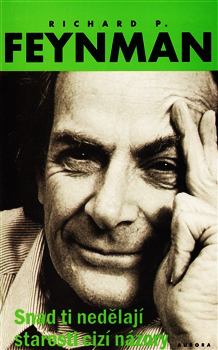 RICHARD P.
FEYNMAN
Snad ti nedělají
starosti cizí názory
AURORA